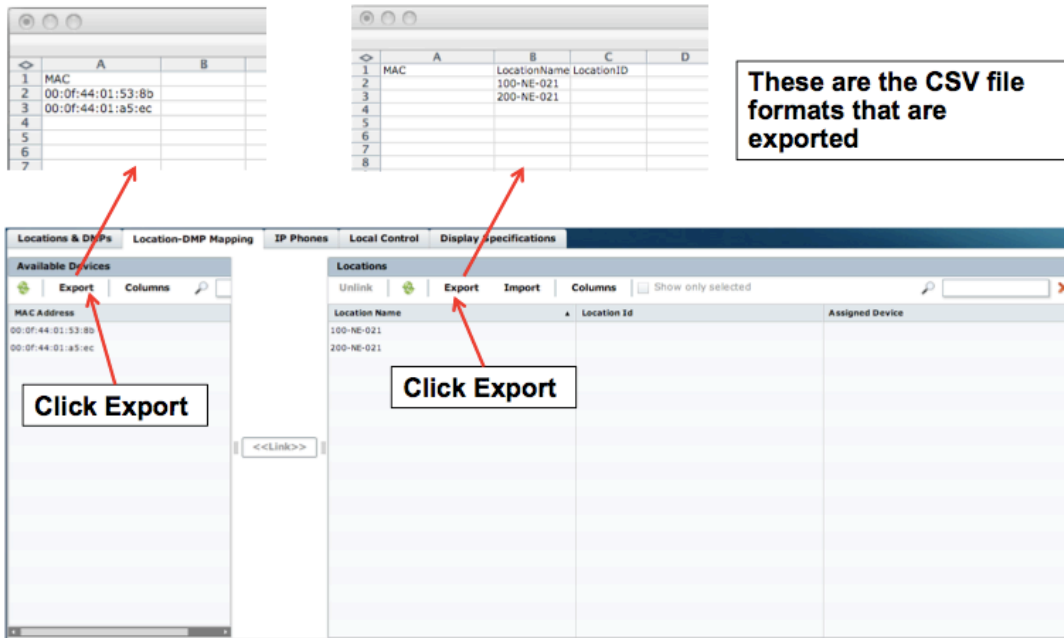 A B
1 MAC
2 00:0f:44:01:53:8b
3 00:0f:44:01:a5:ec
4
5
6
7
A B C D
1 MAC LocationName LocationID
2 100-NE-021
3 200-NE-021
4
5
6
7
8
These are the CSV file
formats that are
exported
Locations & DMPs Location-DMP Mapping IP Phones Local Control Display Specifications
Available Devices
Export Columns
MAC Address
00:0f:44:01:53:8b
00:0f:44:01:a5:ec
Click Export
<<Link>>
Locations
Unlink Export Import Columns Show only selected
Location Name Location Id Assigned Device
100-NE-021
200-NE-021
Click Export